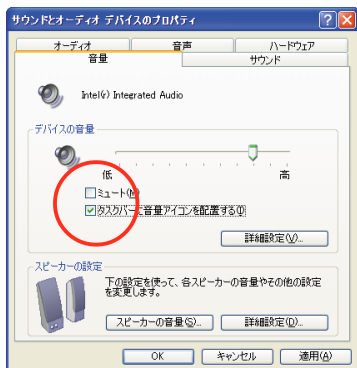 サウンドとオーディオ デバイスのプロパティ
オーディオ 音声 ハードウェア
音量 サウンド
Intel(r) Integrated Audio
デバイスの音量
低 高
ミュート(M)
タスクバーに音量アイコンを配置する(I)
詳細設定(V)...
スピーカーの設定
下の設定を使って、各スピーカーの音量やその他の設定
を変更します。
スピーカーの音量(S)... 詳細設定(D)...
OK キャンセル 適用(A)